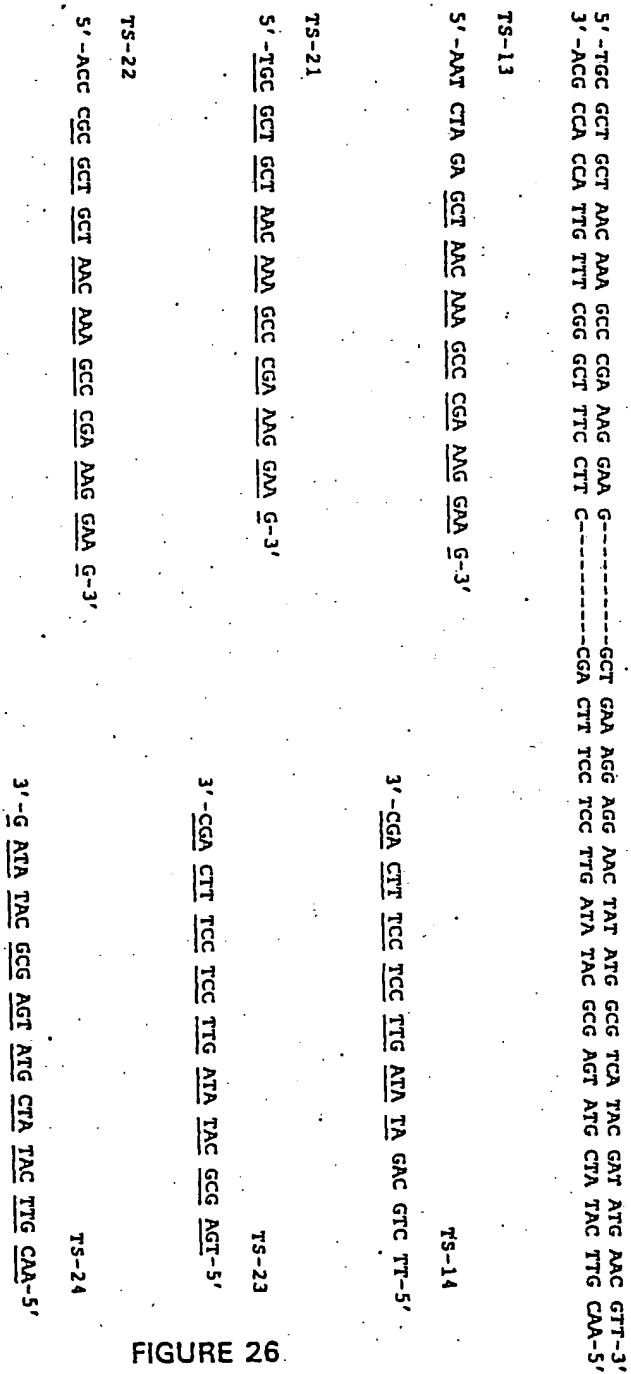 5'-TGC GCT GCT AAC AAA GCC CGA AAG GAA G----------GCT GAA AGG AGG AAC TAT ATG GCG TCA TAC GAT ATG AAC GTT-3'
3'-ACG CCA CCA TTG TTT CGG GCT TTC CTT C----------CGA CTT TCC TCC TTG ATA TAC GCG AGT ATG CTA TAC TTG CAA-5'
TS-13
5'-AAT CTA GA GCT AAC AAA GCC CGA AAG GAA G-3'
TS-14
3'-CGA CTT TCC TCC TTG ATA TA GAC GTC TT-5'
TS-21
5'-TGC GCT GCT AAC AAA GCC CGA AAG GAA G-3'
TS-23
3'-CGA CTT TCC TCC TTG ATA TAC GCG AGT-5'
TS-22
5'-ACC CGC GCT GCT AAC AAA GCC CGA AAG GAA G-3'
TS-24
3'-G ATA TAC GCG AGT ATG CTA TAC TTG CAA-5'
FIGURE 26